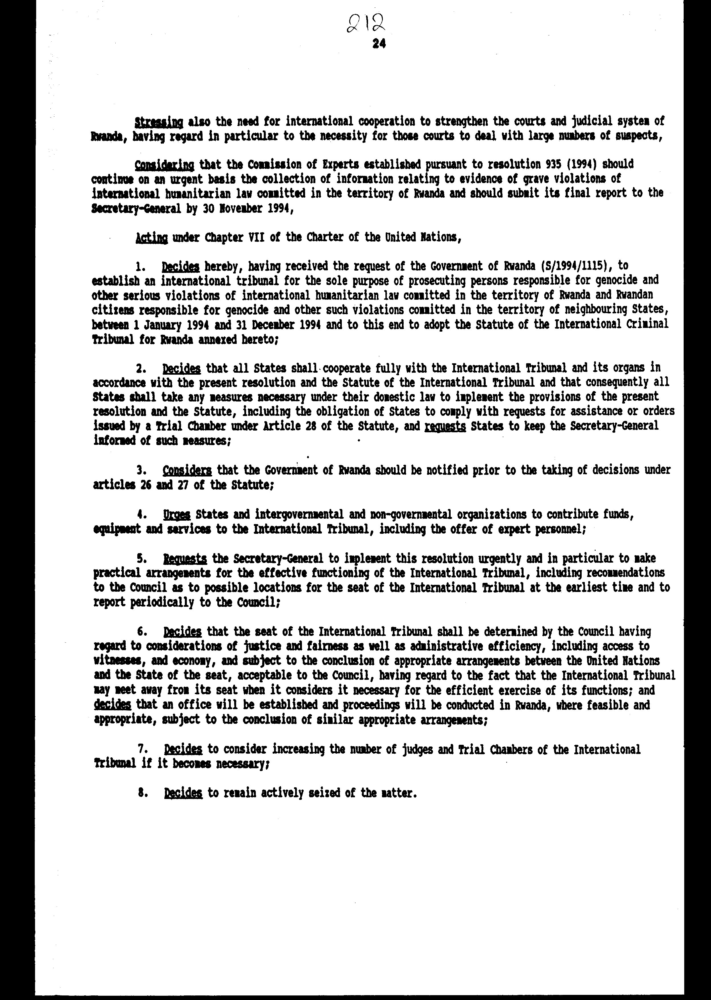 212
24
Stressing also the need for international cooperation to strengthen the courts and judicial system of
Rwanda, having regard in particular to the necessity for those courts to deal with large numbers of suspects,
Considering that the Commission of Experts established pursuant to resolution 935 (1994) should
continue on an urgent basis the collection of information relating to evidence of grave violations of
international humanitarian law committed in the territory of Rwanda and should submit its final report to the
Secretary-General by 30 November 1994,
Acting under Chapter VII of the Charter of the United Nations,
1. Decides hereby, having received the request of the Government of Rwanda (S/1994/1115), to
establish an international tribunal for the sole purpose of prosecuting persons responsible for genocide and
other serious violations of international humanitarian law committed in the territory of Rwanda and Rwandan
citizens responsible for genocide and other such violations committed in the territory of neighbouring States,
between 1 January 1994 and 31 December 1994 and to this end to adopt the Statute of the International Criminal
Tribunal for Rwanda annexed hereto;
2. Decides that all States shall cooperate fully with the International Tribunal and its organs in
accordance with the present resolution and the Statute of the International Tribunal and that consequently all
States shall take any measures necessary under their domestic law to implement the provisions of the present
resolution and the Statute, including the obligation of States to comply with requests for assistance or orders
issued by a Trial Chamber under Article 28 of the Statute, and requests States to keep the Secretary-General
informed of such measures;
3. Considers that the Government of Rwanda should be notified prior to the taking of decisions under
articles 26 and 27 of the Statute;
4. Urges States and intergovernmental and non-governmental organizations to contribute funds,
equipment and services to the International Tribunal, including the offer of expert personnel;
5. Requests the Secretary-General to implement this resolution urgently and in particular to make
practical arrangements for the effective functioning of the International Tribunal, including recommendations
to the Council as to possible locations for the seat of the International Tribunal at the earliest time and to
report periodically to the Council;
6. Decides that the seat of the International Tribunal shall be determined by the Council having
regard to considerations of justice and fairness as well as administrative efficiency, including access to
witnesses, and economy, and subject to the conclusion of appropriate arrangements between the United Nations
and the State of the seat, acceptable to the Council, having regard to the fact that the International Tribunal
may meet away from its seat when it considers it necessary for the efficient exercise of its functions; and
decides that an office will be established and proceedings will be conducted in Rwanda, where feasible and
appropriate, subject to the conclusion of similar appropriate arrangements;
7. Decides to consider increasing the number of judges and Trial Chambers of the International
Tribunal if it becomes necessary;
8. Decides to remain actively seized of the matter.